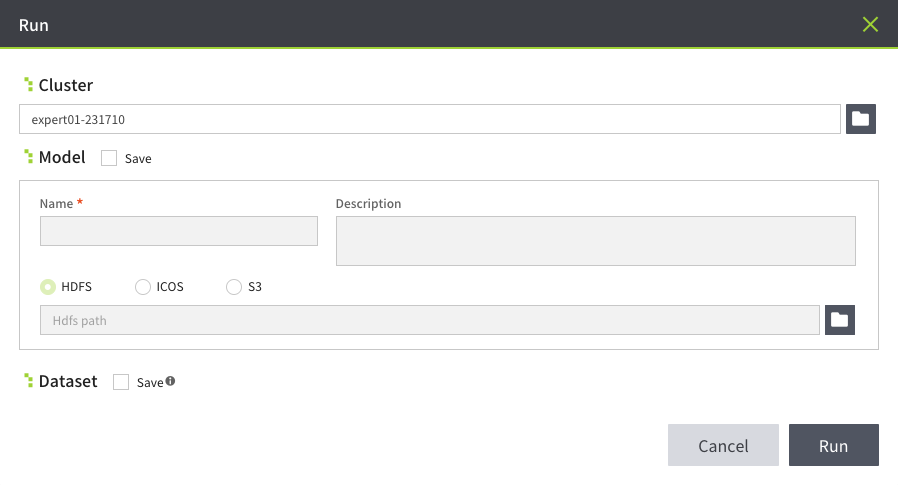 Run
Cluster
expert01-231710
Model Save
Name * Description
HDFS ICOS S3
Hdfs path
Dataset Save
Cancel Run